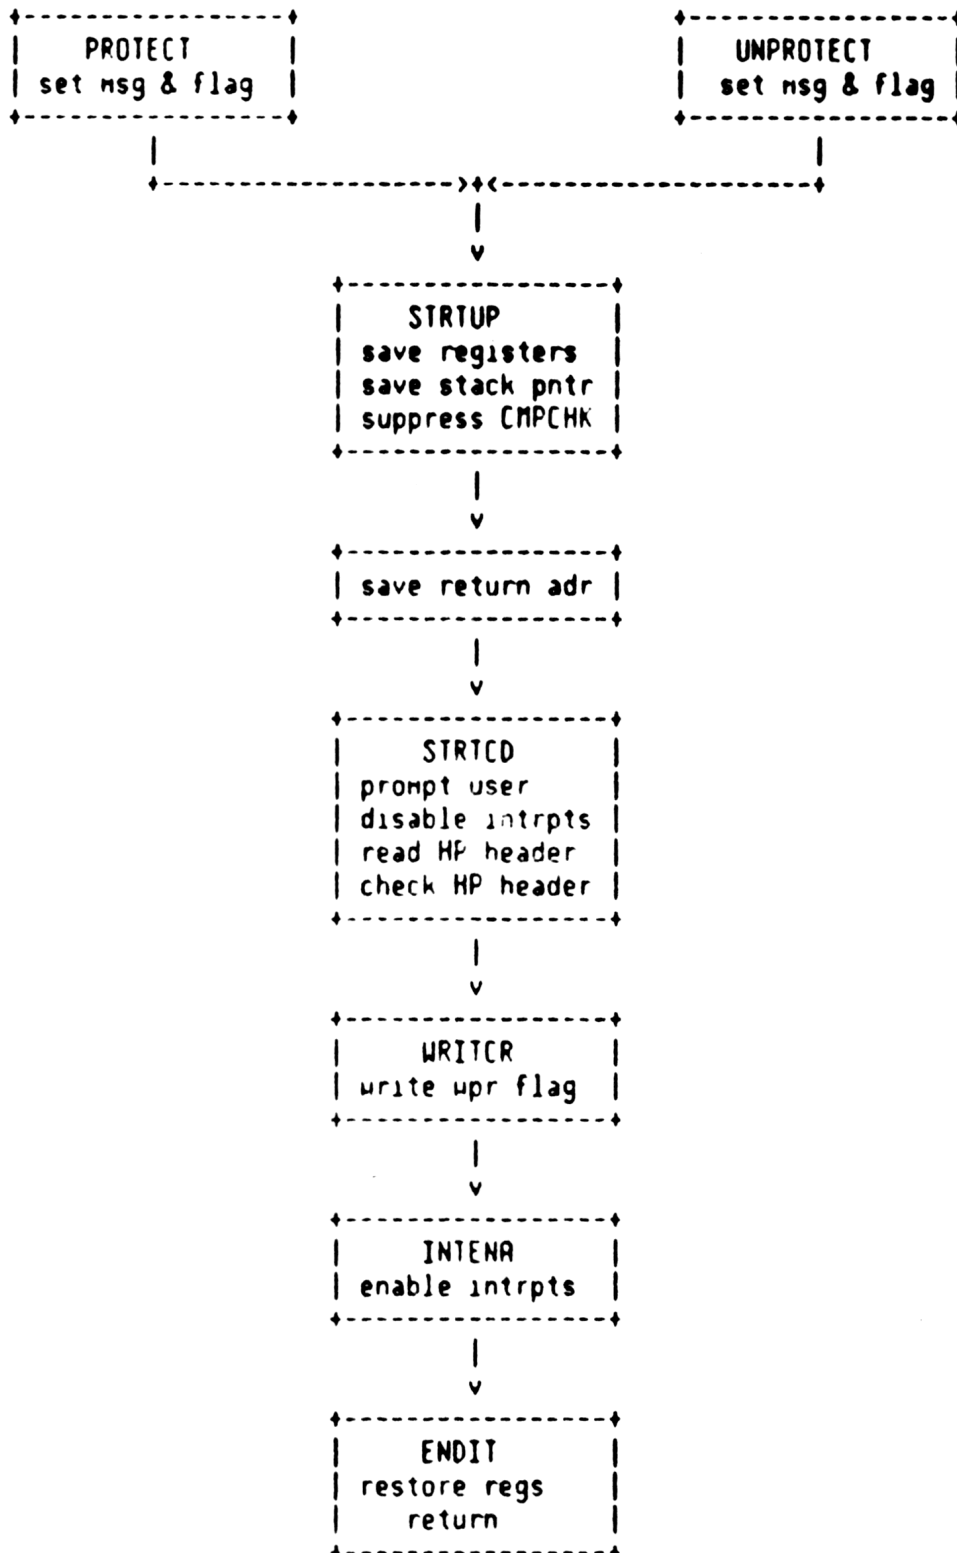 PROTECT
set msg & flag
UNPROTECT
set msg & flag
STRTUP
save registers
save stack pntr
suppress CMPCHK
save return adr
STRTCD
prompt user
disable intrpts
read HP header
check HP header
WRITCR
write wpr flag
INTENA
enable intrpts
ENDIT
restore regs
return